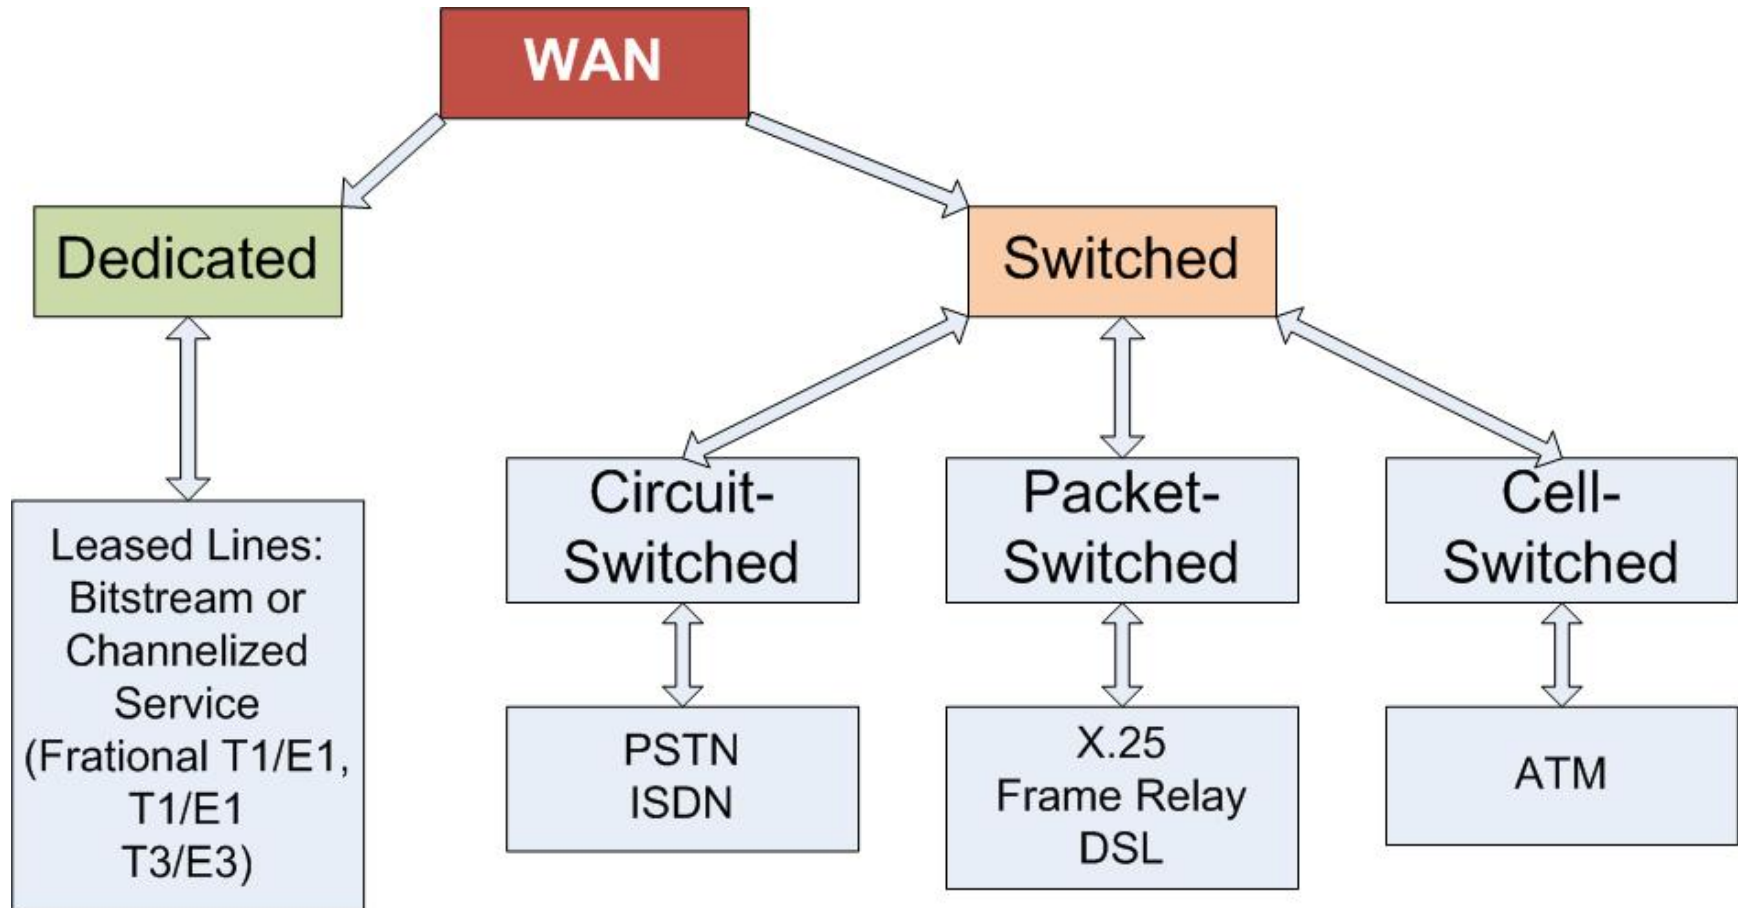 WAN
Dedicated
Switched
Leased Lines:
Bitstream or
Channelized
Service
(Frational T1/E1,
T1/E1
T3/E3)
Circuit-
Switched
PSTN
ISDN
Packet-
Switched
X.25
Frame Relay
DSL
Cell-
Switched
ATM